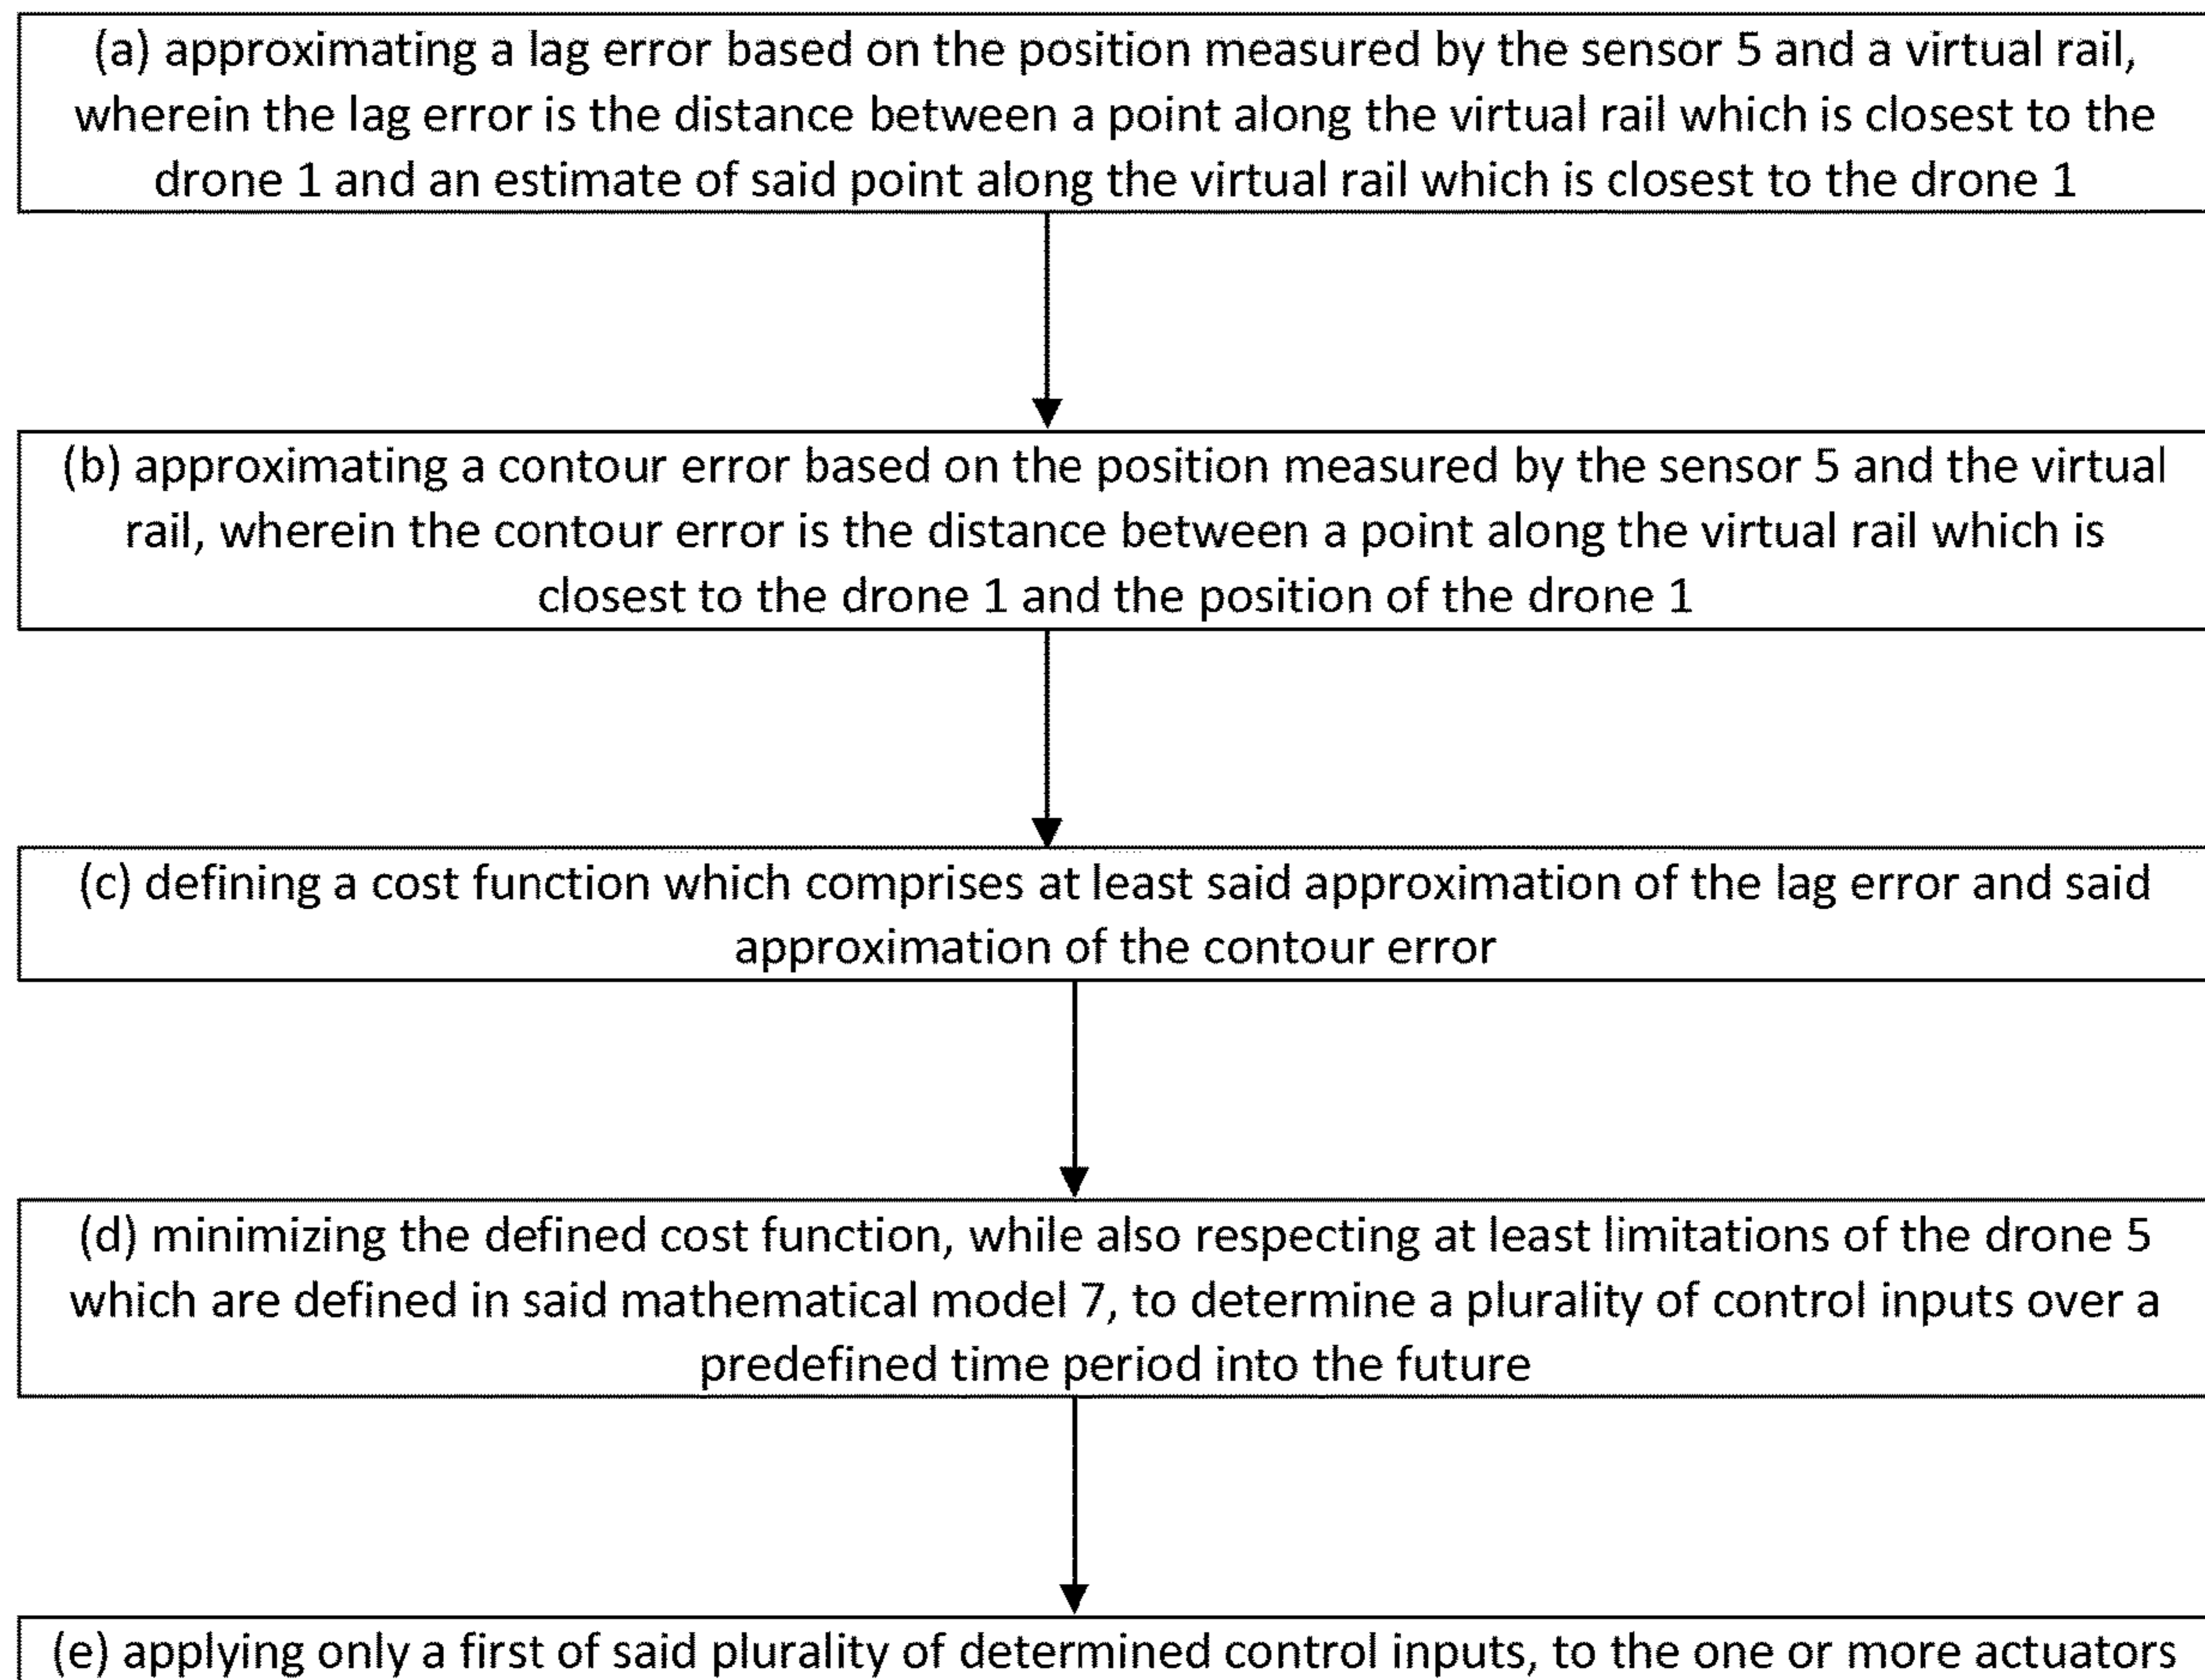 (a) approximating a lag error based on the position measured by the sensor 5 and a virtual rail,
wherein the lag error is the distance between a point along the virtual rail which is closest to the
drone 1 and an estimate of said point along the virtual rail which is closest to the drone 1
(b) approximating a contour error based on the position measured by the sensor 5 and the virtual
rail, wherein the contour error is the distance between a point along the virtual rail which is
closest to the drone 1 and the position of the drone 1
(c) defining a cost function which comprises at least said approximation of the lag error and said
approximation of the contour error
(d) minimizing the defined cost function, while also respecting at least limitations of the drone 5
which are defined in said mathematical model 7, to determine a plurality of control inputs over a
predefined time period into the future
(e) applying only a first of said plurality of determined control inputs, to the one or more actuators